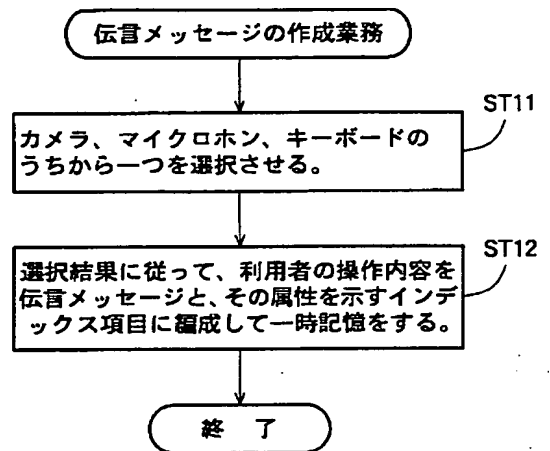 伝言メッセージの作成業務
ST11
カメラ、マイクロホン、キーボードの
うちから一つを選択させる。
ST12
選択結果に従って、利用者の操作内容を
伝言メッセージと、その属性を示すインデ
ックス項目に編成して一時記憶をする。
終 了